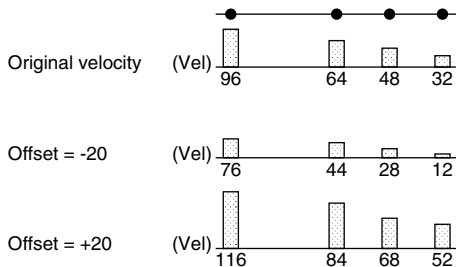 Original velocity (Vel)
96 64 48 32
Offset = -20 (Vel)
76 44 28 12
Offset = +20 (Vel)
116 84 68 52